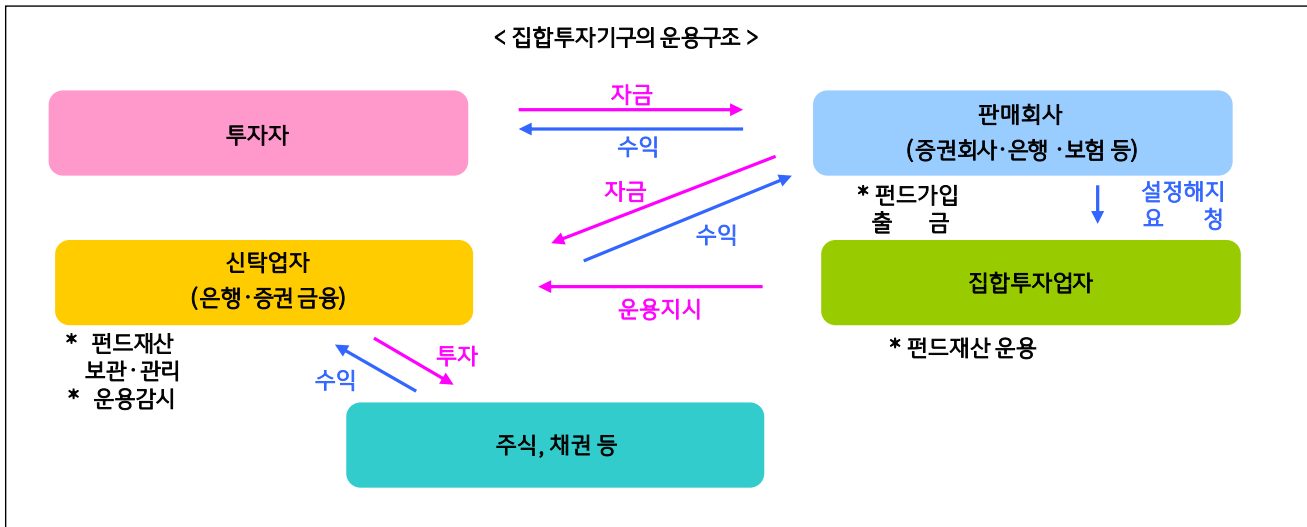 < 집합투자기구의 운용구조 >
자금
투자자
수익
판매회사
(증권회사·은행 ·보험 등)
자금
수익
* 펀드가입
출 금
설정해지
요 청
신탁업자
(은행·증권 금융)
운용지시
집합투자업자
* 펀드재산
보관·관리
* 운용감시
* 펀드재산 운용
투자
수익
주식, 채권 등